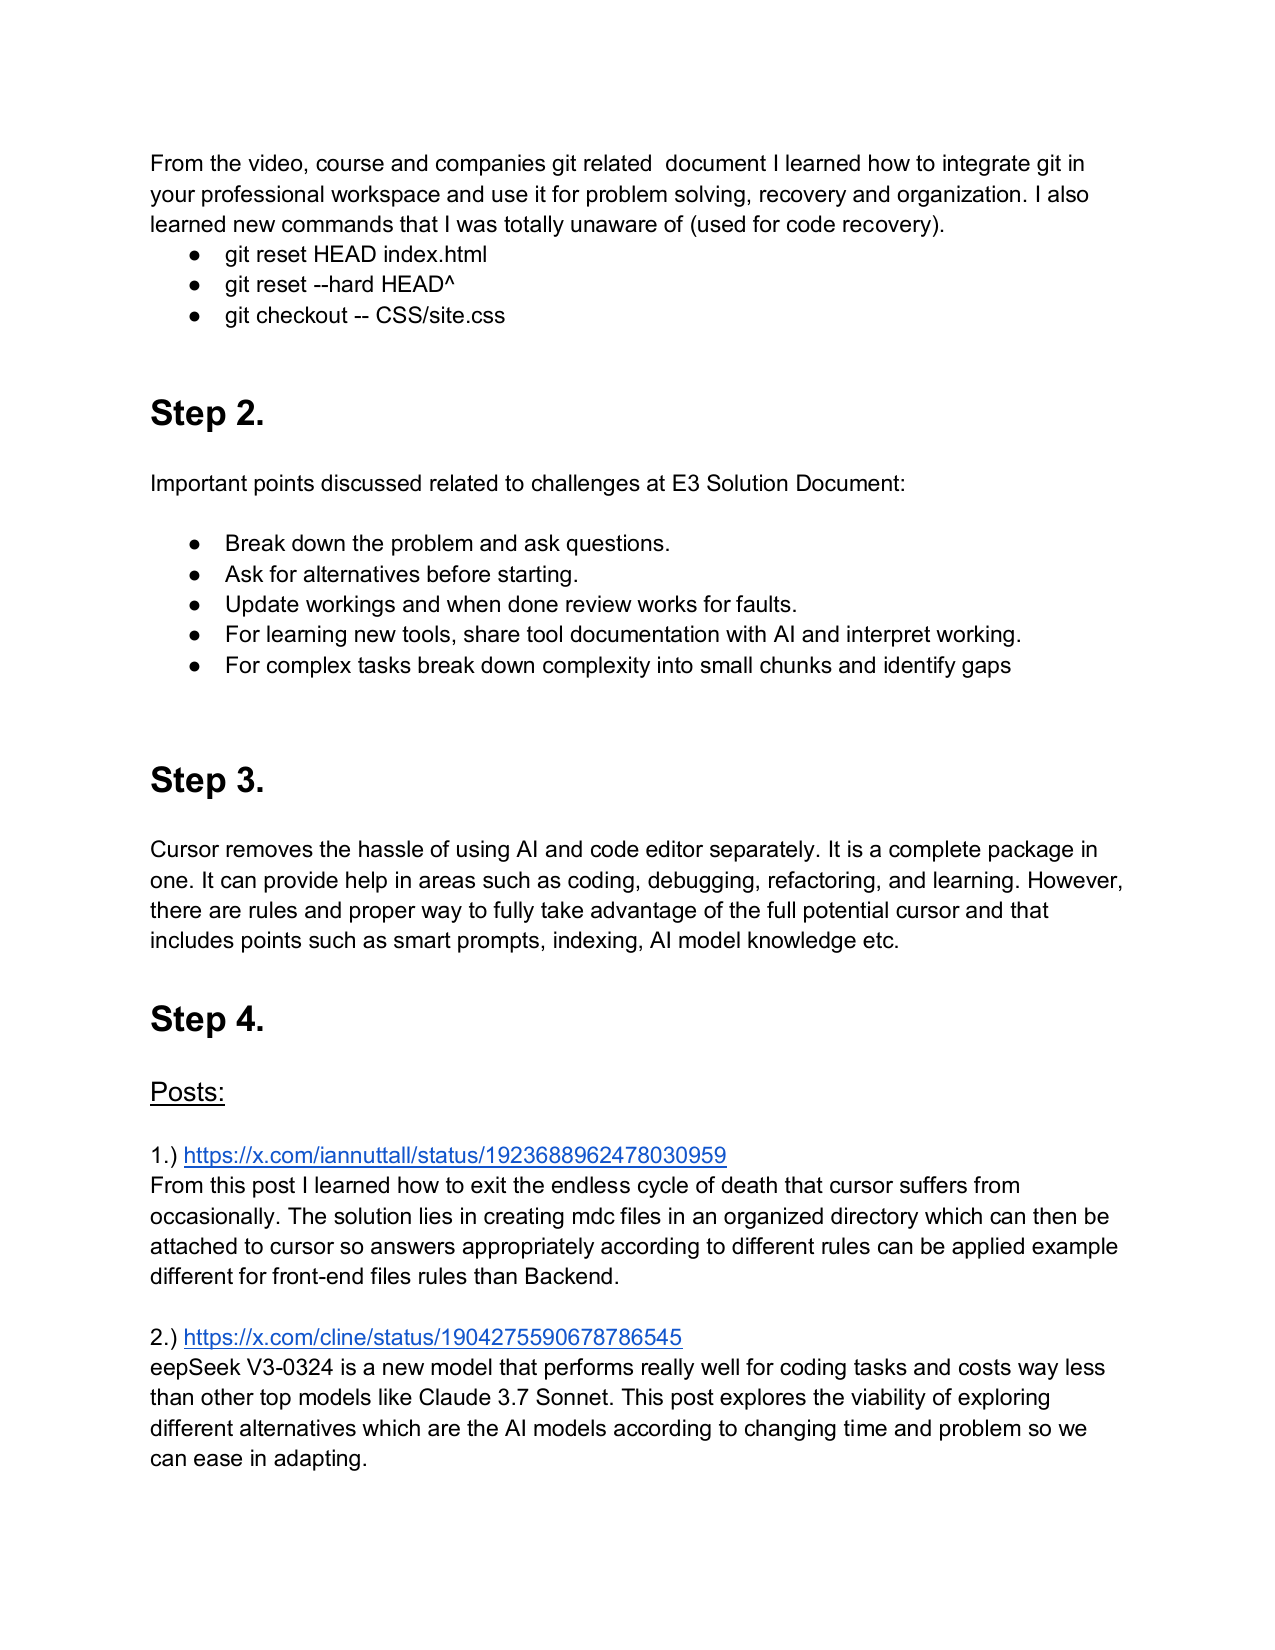 From the video, course and companies git related  document I learned how to integrate git in
your professional workspace and use it for problem solving, recovery and organization. I also
learned new commands that I was totally unaware of (used for code recovery).
● git reset HEAD index.html
● git reset --hard HEAD^
● git checkout -- CSS/site.css
Step 2.
Important points discussed related to challenges at E3 Solution Document:
● Break down the problem and ask questions.
● Ask for alternatives before starting.
● Update workings and when done review works for faults.
● For learning new tools, share tool documentation with AI and interpret working.
● For complex tasks break down complexity into small chunks and identify gaps
Step 3.
Cursor removes the hassle of using AI and code editor separately. It is a complete package in
one. It can provide help in areas such as coding, debugging, refactoring, and learning. However,
there are rules and proper way to fully take advantage of the full potential cursor and that
includes points such as smart prompts, indexing, AI model knowledge etc.
Step 4.
Posts:
1.) https://x.com/iannuttall/status/1923688962478030959
From this post I learned how to exit the endless cycle of death that cursor suffers from
occasionally. The solution lies in creating mdc files in an organized directory which can then be
attached to cursor so answers appropriately according to different rules can be applied example
different for front-end files rules than Backend.
2.) https://x.com/cline/status/1904275590678786545
eepSeek V3-0324 is a new model that performs really well for coding tasks and costs way less
than other top models like Claude 3.7 Sonnet. This post explores the viability of exploring
different alternatives which are the AI models according to changing time and problem so we
can ease in adapting.